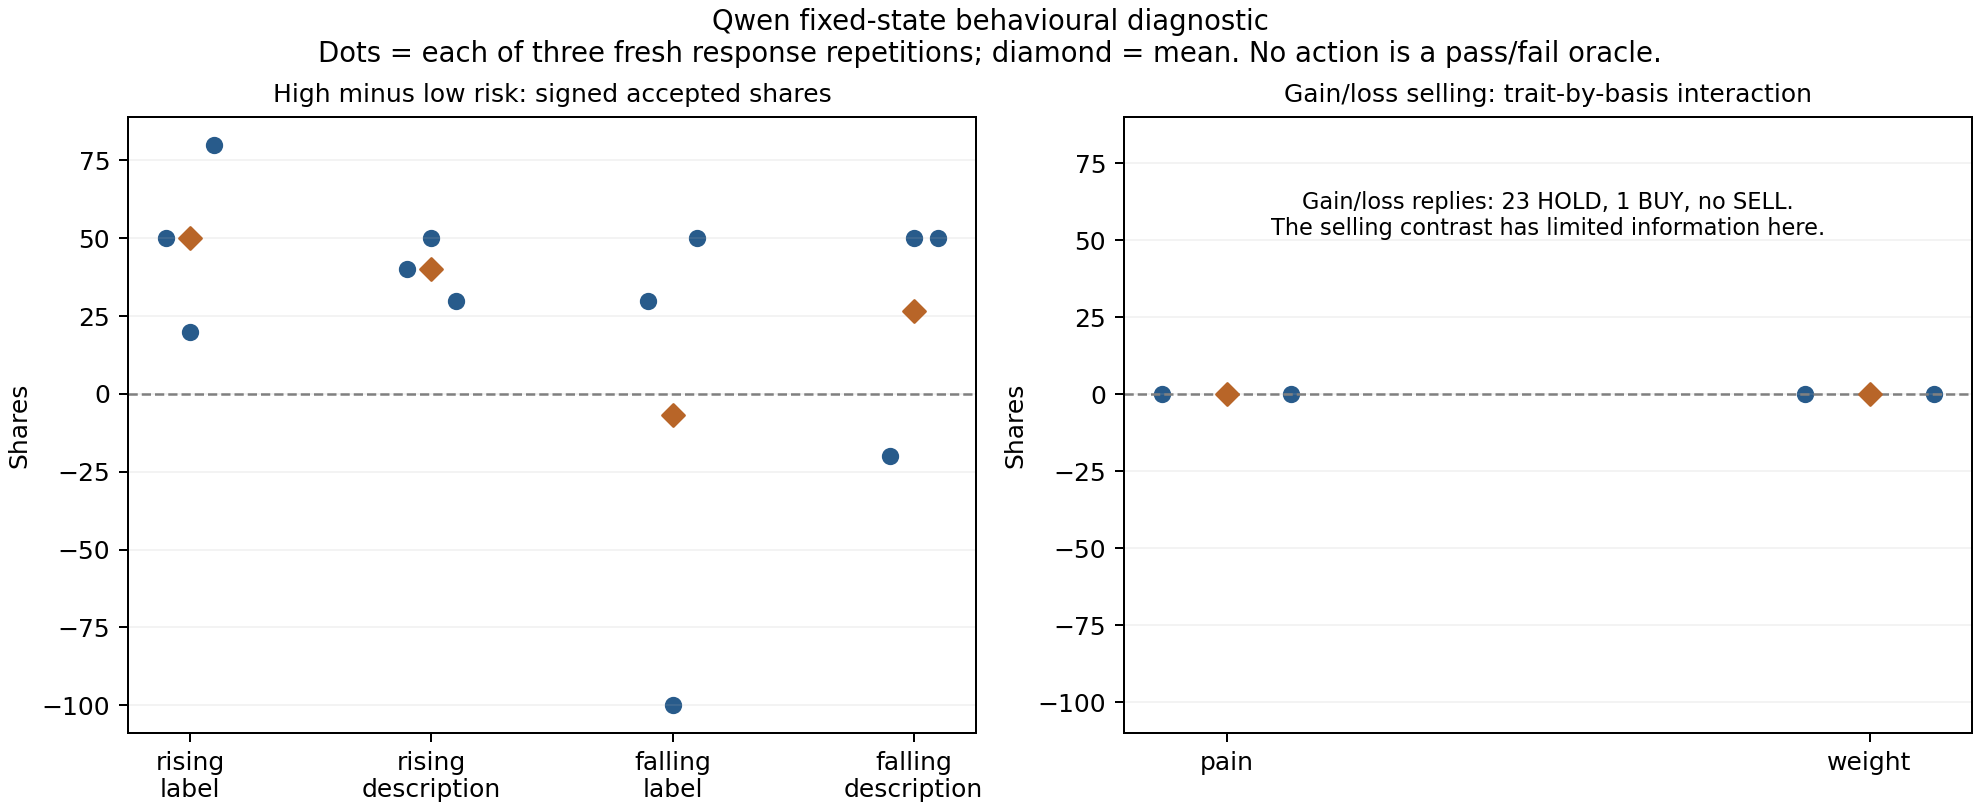 Qwen fixed-state behavioural diagnostic
Dots = each of three fresh response repetitions; diamond = mean. No action is a pass/fail oracle.
High minus low risk: signed accepted shares
Shares
75
50
25
0
−25
−50
−75
−100
rising
label
rising
description
falling
label
falling
description
Gain/loss selling: trait-by-basis interaction
Shares
75
50
25
0
−25
−50
−75
−100
Gain/loss replies: 23 HOLD, 1 BUY, no SELL.
The selling contrast has limited information here.
pain
weight